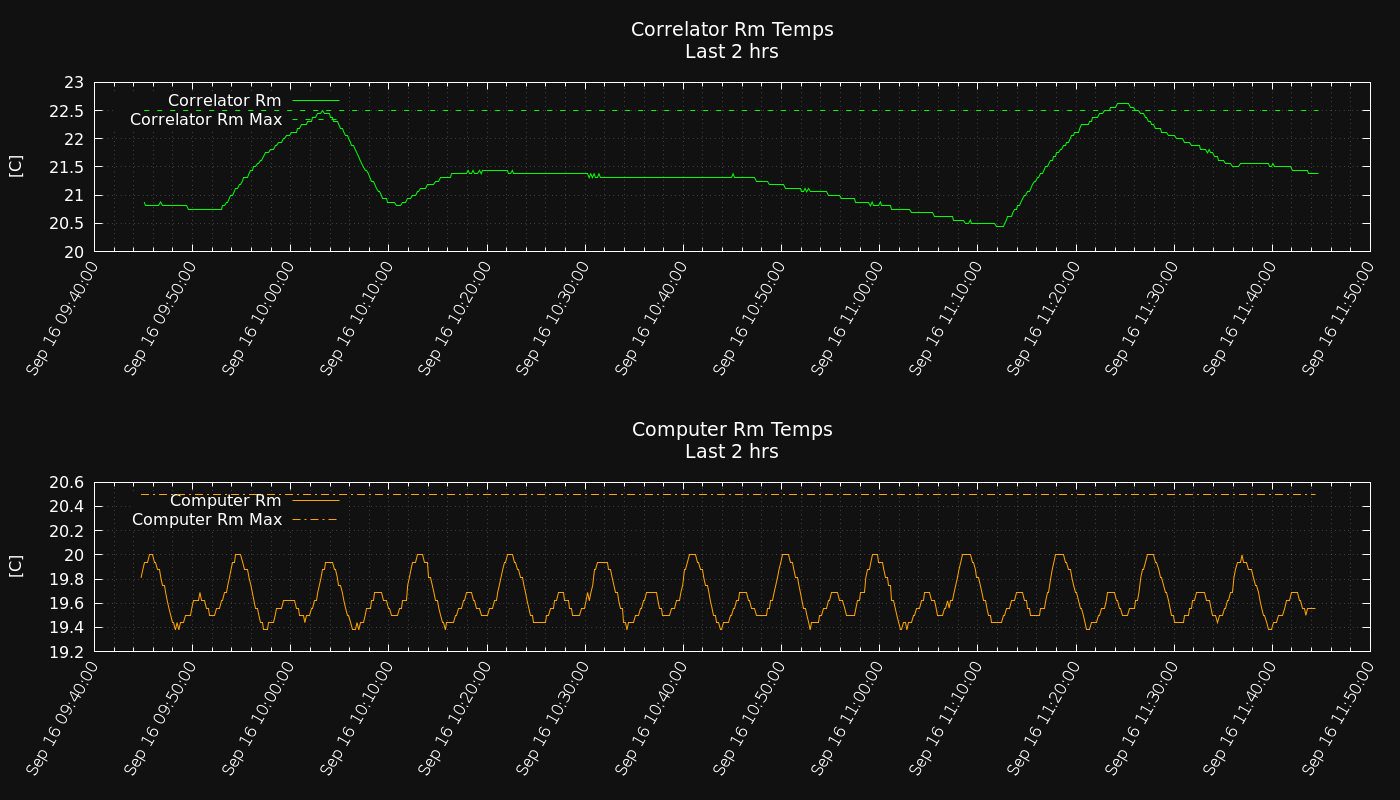 Correlator Rm Temps
Last 2 hrs
23
22.5
22
21.5
21
20.5
20
[C]
Correlator Rm
Correlator Rm Max
Sep 16 09:40:00
Sep 16 09:50:00
Sep 16 10:00:00
Sep 16 10:10:00
Sep 16 10:20:00
Sep 16 10:30:00
Sep 16 10:40:00
Sep 16 10:50:00
Sep 16 11:00:00
Sep 16 11:10:00
Sep 16 11:20:00
Sep 16 11:30:00
Sep 16 11:40:00
Sep 16 11:50:00
Computer Rm Temps
Last 2 hrs
20.6
20.4
20.2
20
19.8
19.6
19.4
19.2
[C]
Computer Rm
Computer Rm Max
Sep 16 09:40:00
Sep 16 09:50:00
Sep 16 10:00:00
Sep 16 10:10:00
Sep 16 10:20:00
Sep 16 10:30:00
Sep 16 10:40:00
Sep 16 10:50:00
Sep 16 11:00:00
Sep 16 11:10:00
Sep 16 11:20:00
Sep 16 11:30:00
Sep 16 11:40:00
Sep 16 11:50:00